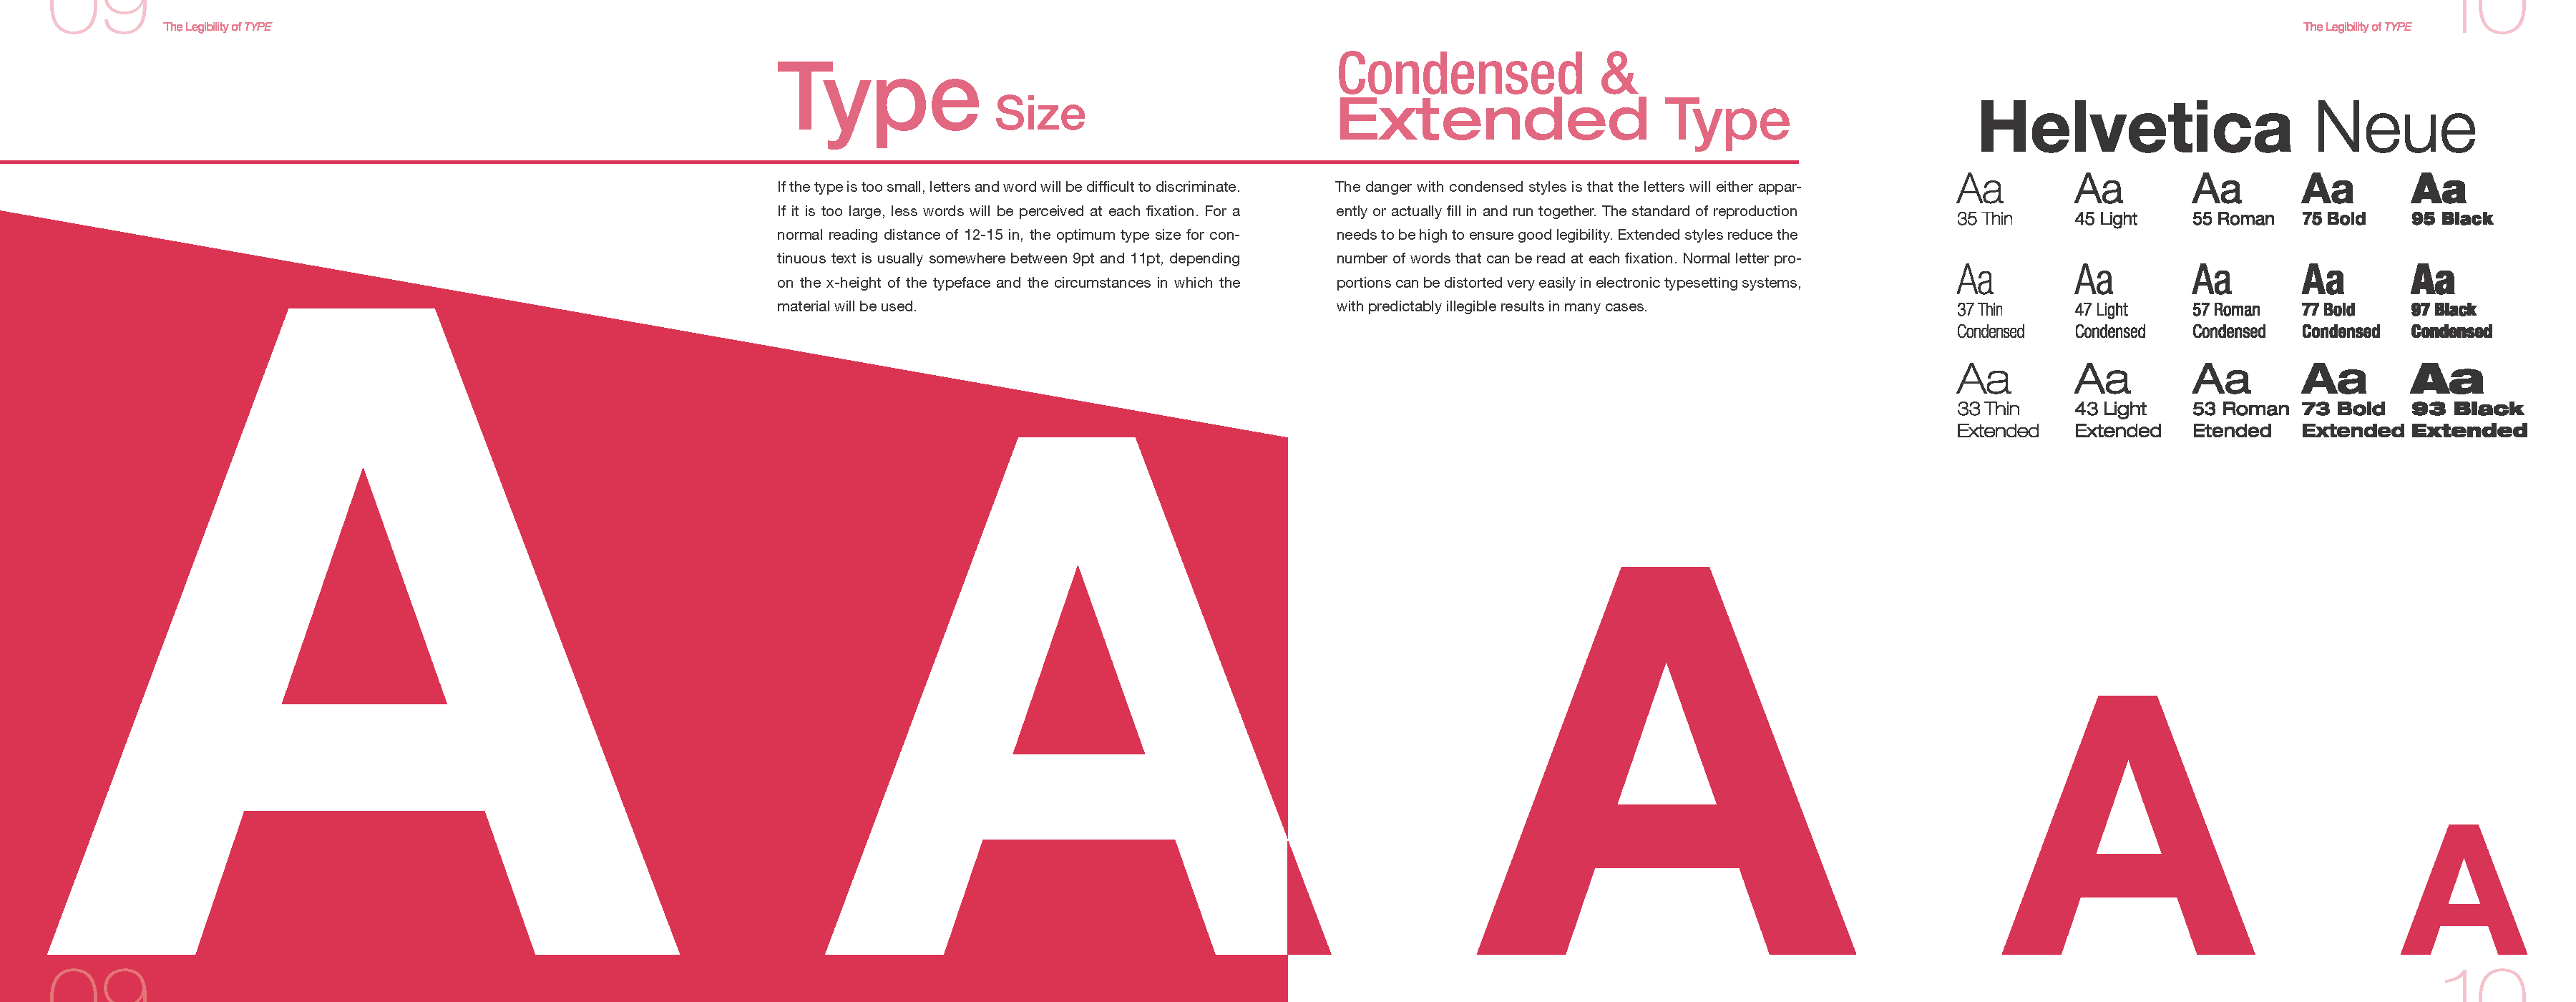 09
The Legibility of TYPE
The Legibility of TYPE
10
Type Size
If the type is too small, letters and word will be difficult to discriminate.
If it is too large, less words will be perceived at each fixation. For a
normal reading distance of 12-15 in, the optimum type size for con-
tinuous text is usually somewhere between 9pt and 11pt, depending
on the x-height of the typeface and the circumstances in which the
material will be used.
Condensed &
Extended Type
The danger with condensed styles is that the letters will either appar-
ently or actually fill in and run together. The standard of reproduction
needs to be high to ensure good legibility. Extended styles reduce the
number of words that can be read at each fixation. Normal letter pro-
portions can be distorted very easily in electronic typesetting systems,
with predictably illegible results in many cases.
Helvetica Neue
Aa Aa Aa Aa Aa
35 Thin 45 Light 55 Roman 75 Bold 95 Black
Aa Aa Aa Aa Aa
37 Thin 47 Light 57 Roman 77 Bold 97 Black
Condensed Condensed Condensed Condensed Condensed
Aa Aa Aa Aa Aa
33 Thin 43 Light 53 Roman 73 Bold 93 Black
Extended Extended Etended Extended Extended
A A A A A
09
10